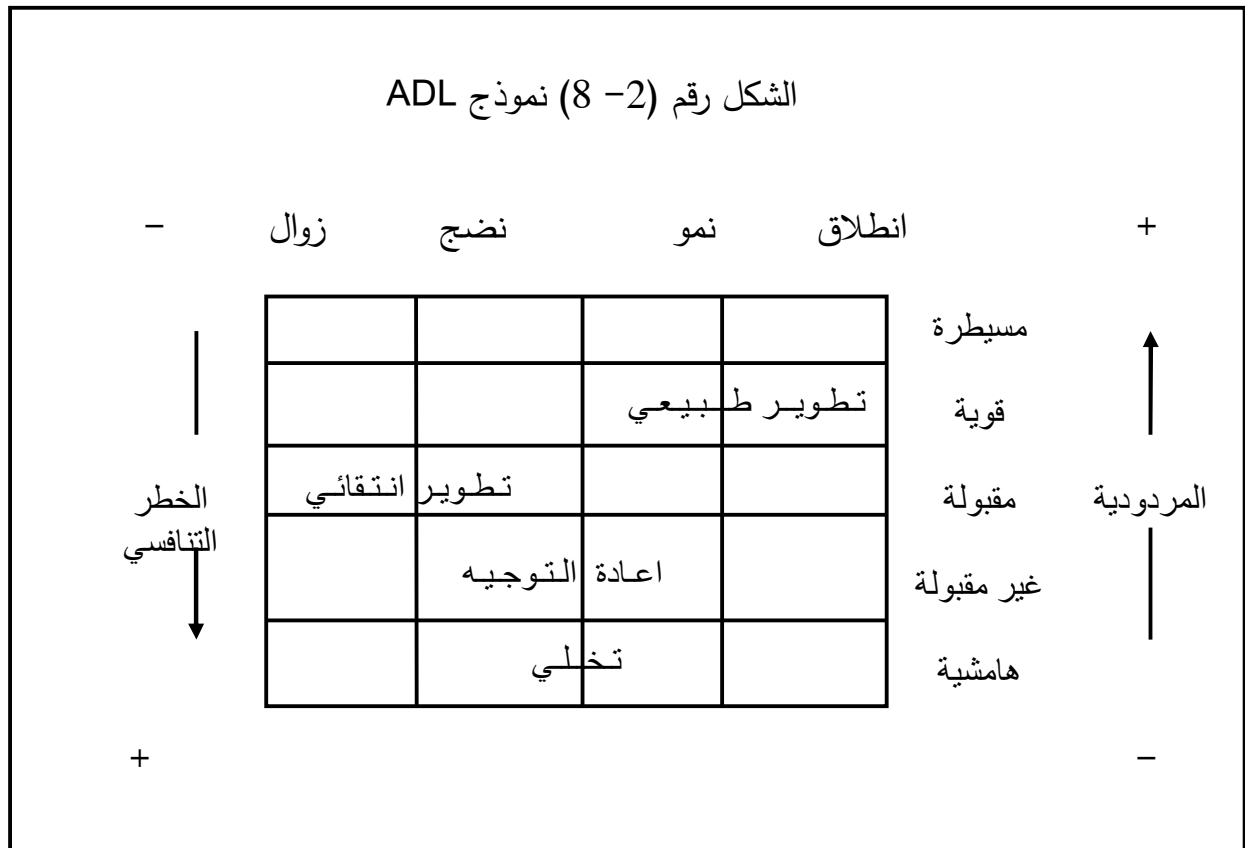 الشكل رقم (2- 8) نموذج ADL
+ انطلاق نمو نضج زوال -
مسيطرة
قوية تطوير طبيعي
المردودية مقبولة تطوير انتقائي الخطر
التنافسي
غير مقبولة اعادة التوجيه
هامشية تخلي
- +